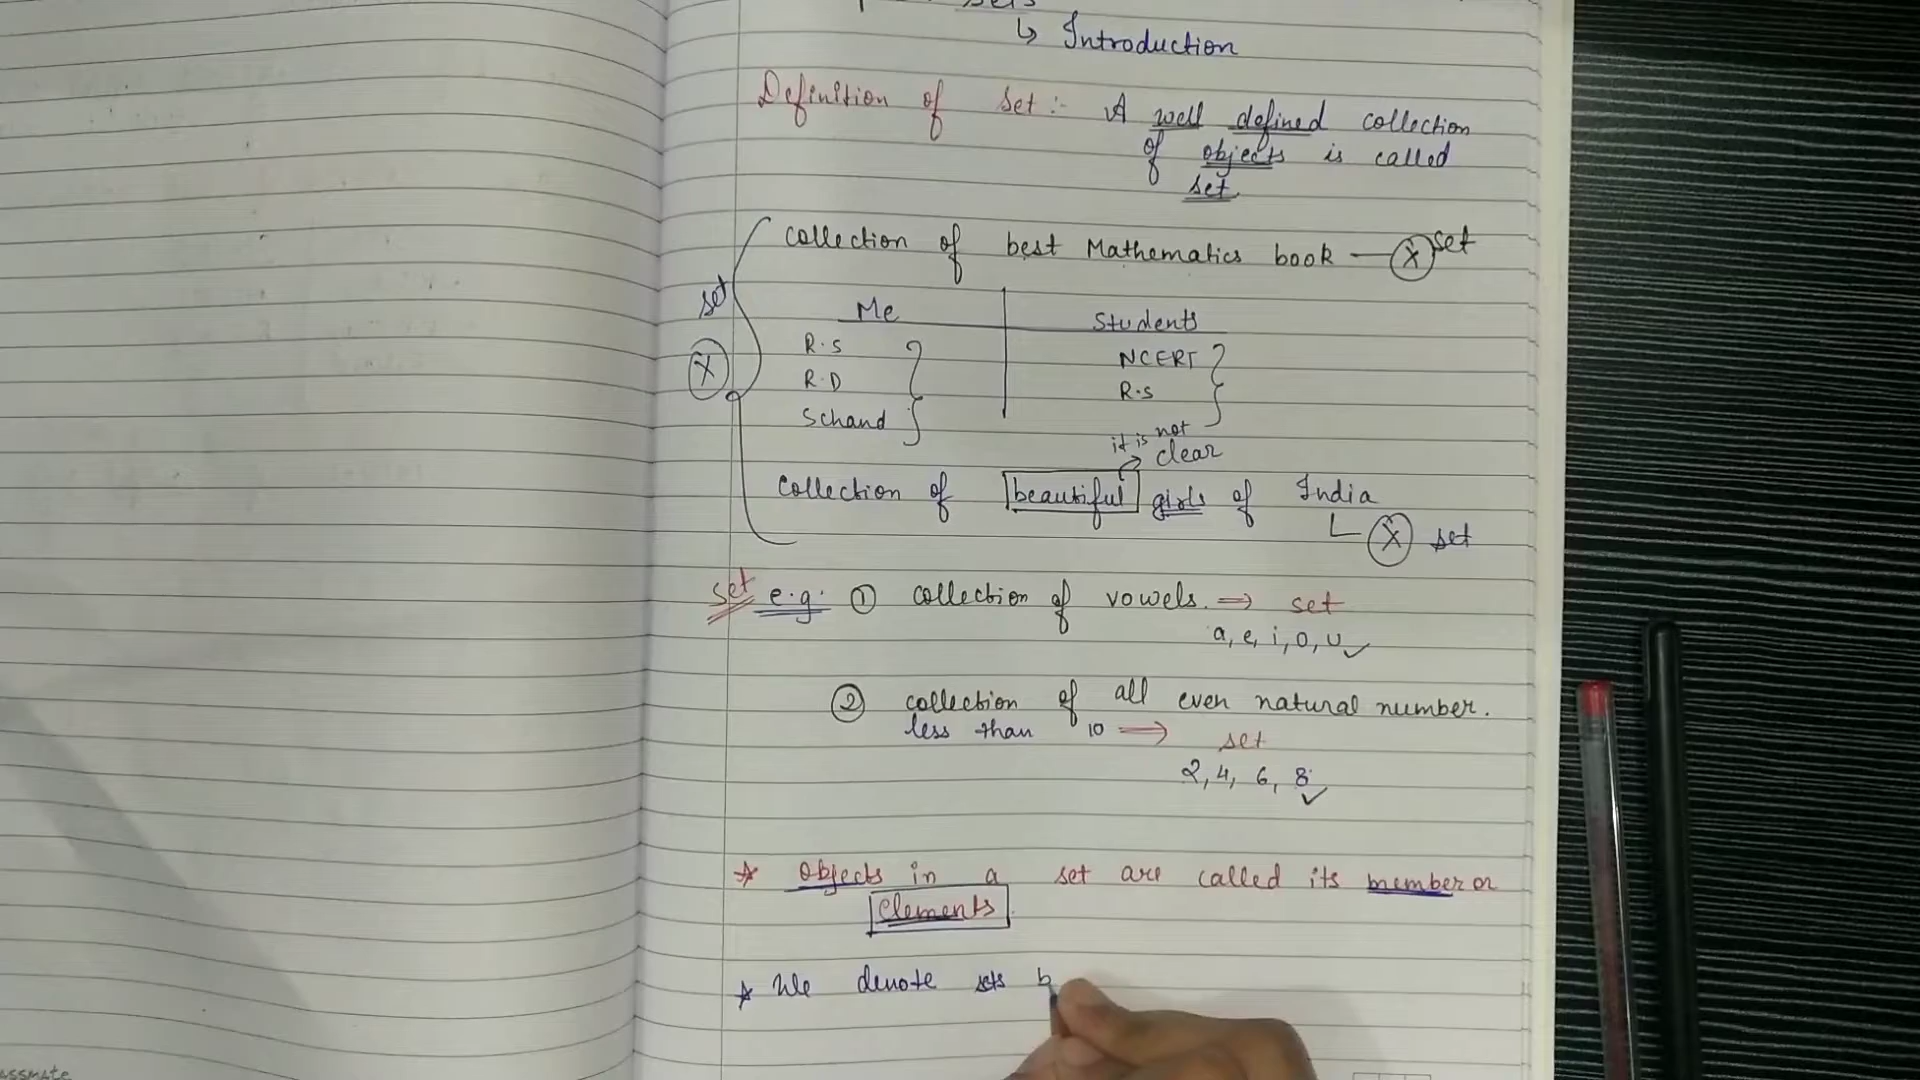 sets
↳ Introduction
Definition of set :- A well defined collection
of objects is called
set.
collection of best Mathematics book — X set
set
X
Me
Students
R.S
R.D
Schand
NCERT
R.S
it is not
clear
collection of beautiful girls of India
X set
set e.g. ① collection of vowels. ⇒ set
a, e, i, o, u ✓
② collection of all even natural number.
less than 10 ⇒ set
2, 4, 6, 8 ✓
* Objects in a set are called its member or
Elements.
* We denote sets b